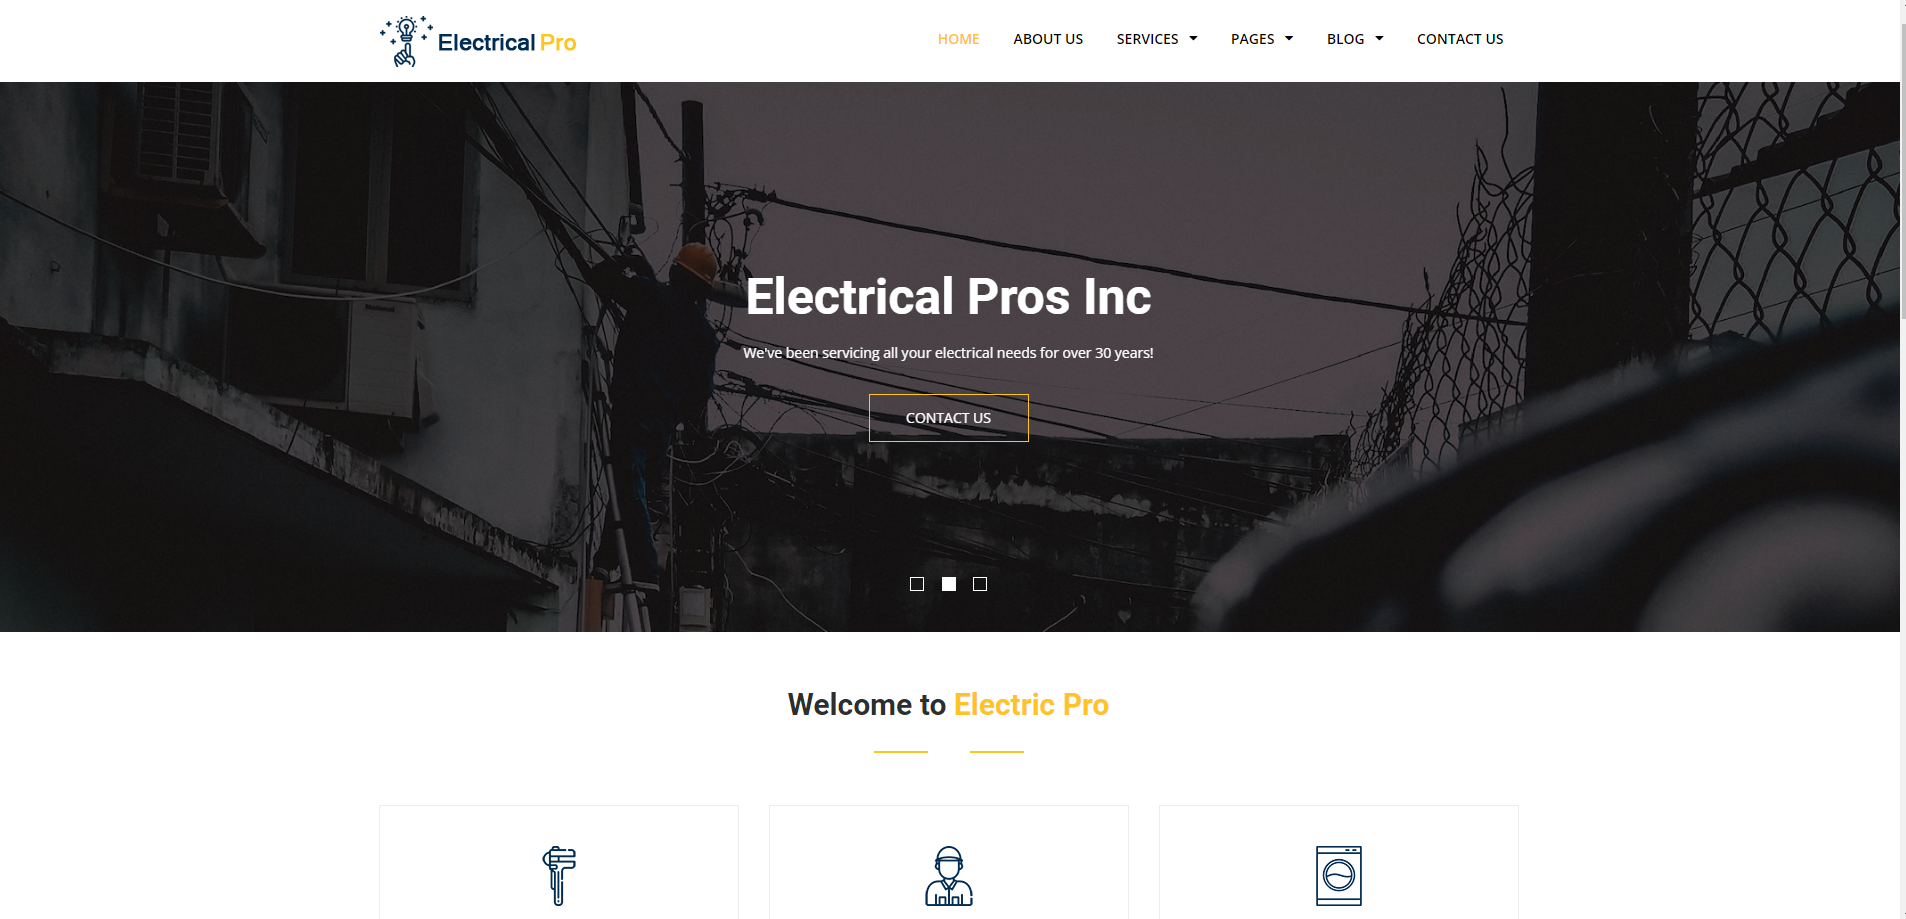 Electrical Pro
HOME ABOUT US SERVICES PAGES BLOG CONTACT US
Electrical Pros Inc
We've been servicing all your electrical needs for over 30 years!
CONTACT US
Welcome to Electric Pro